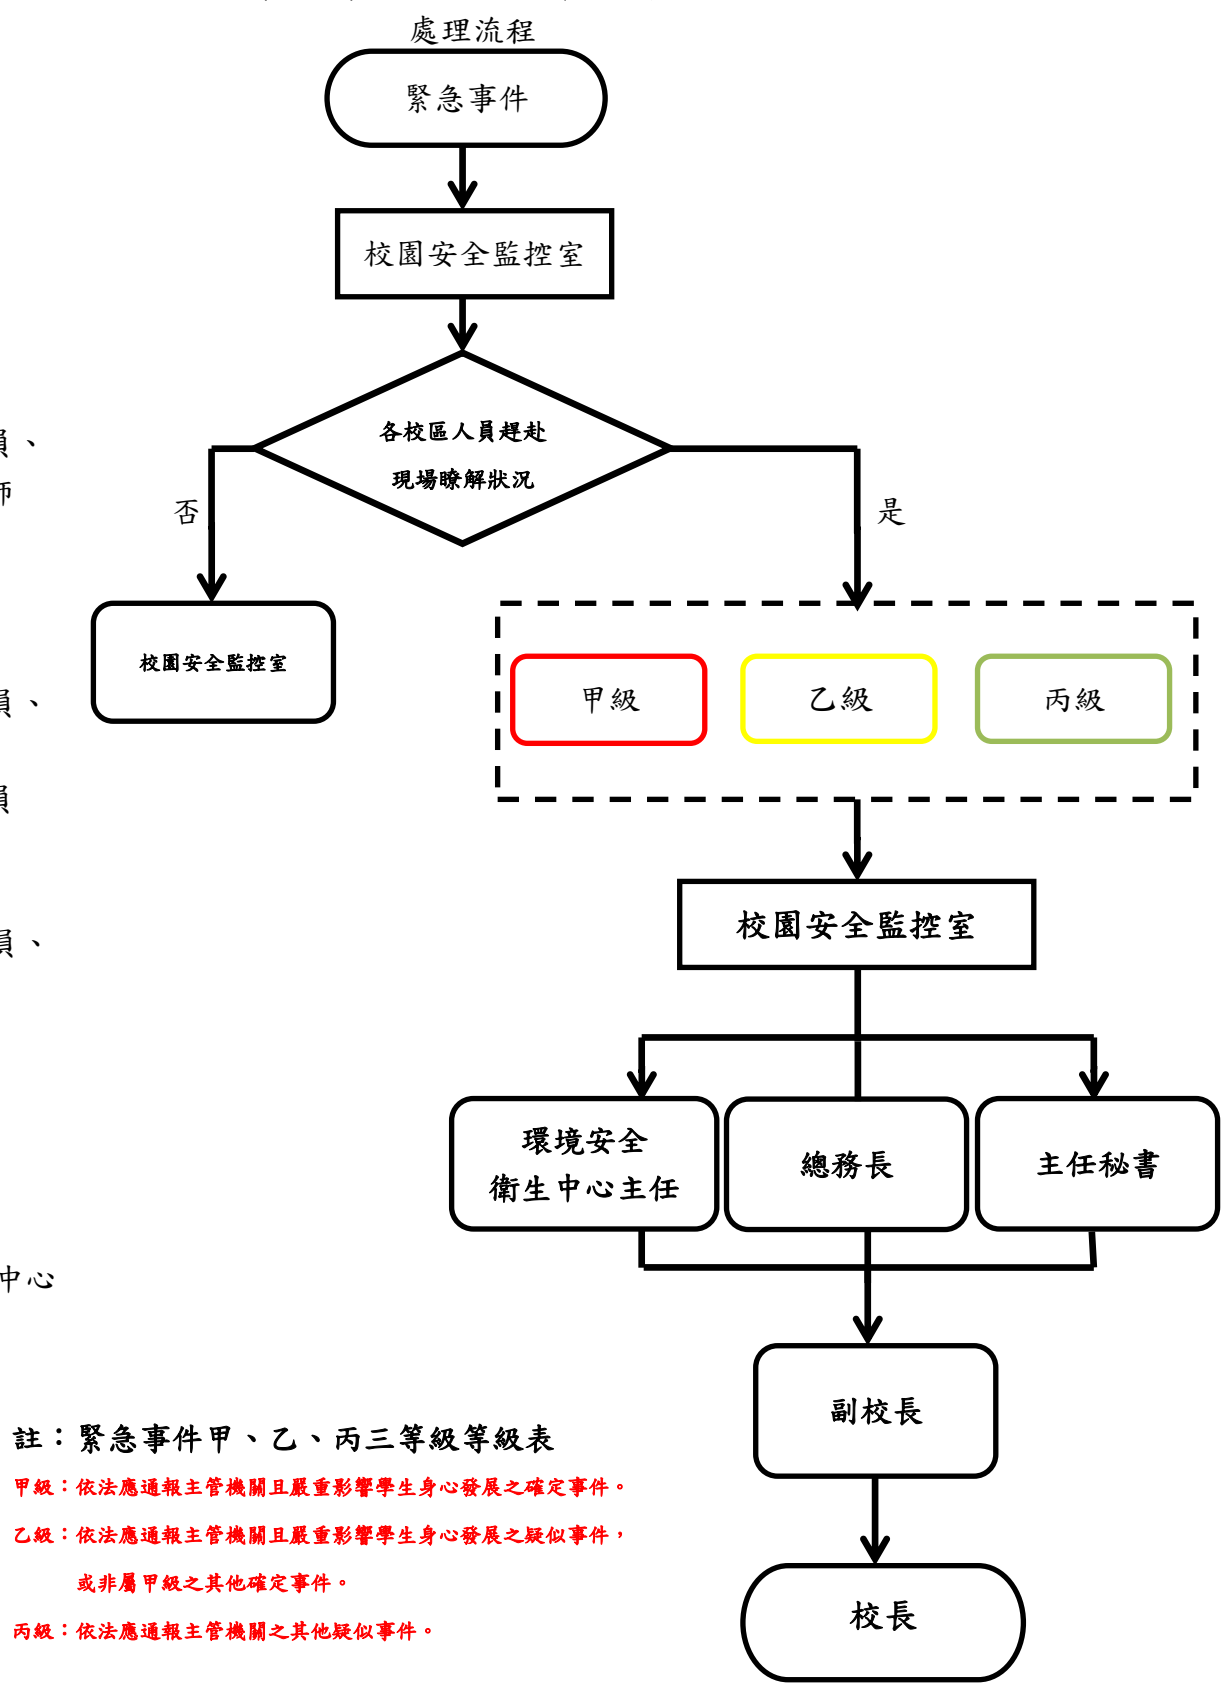 處理流程
緊急事件
校園安全監控室
各校區人員趕赴
現場瞭解狀況
員、
師
否
是
校園安全監控室
甲級
乙級
丙級
員、
員
校園安全監控室
員、
環境安全
衛生中心主任
總務長
主任秘書
中心
副校長
註：緊急事件甲、乙、丙三等級等級表
甲級：依法應通報主管機關且嚴重影響學生身心發展之確定事件。
乙級：依法應通報主管機關且嚴重影響學生身心發展之疑似事件，
或非屬甲級之其他確定事件。
丙級：依法應通報主管機關之其他疑似事件。
校長